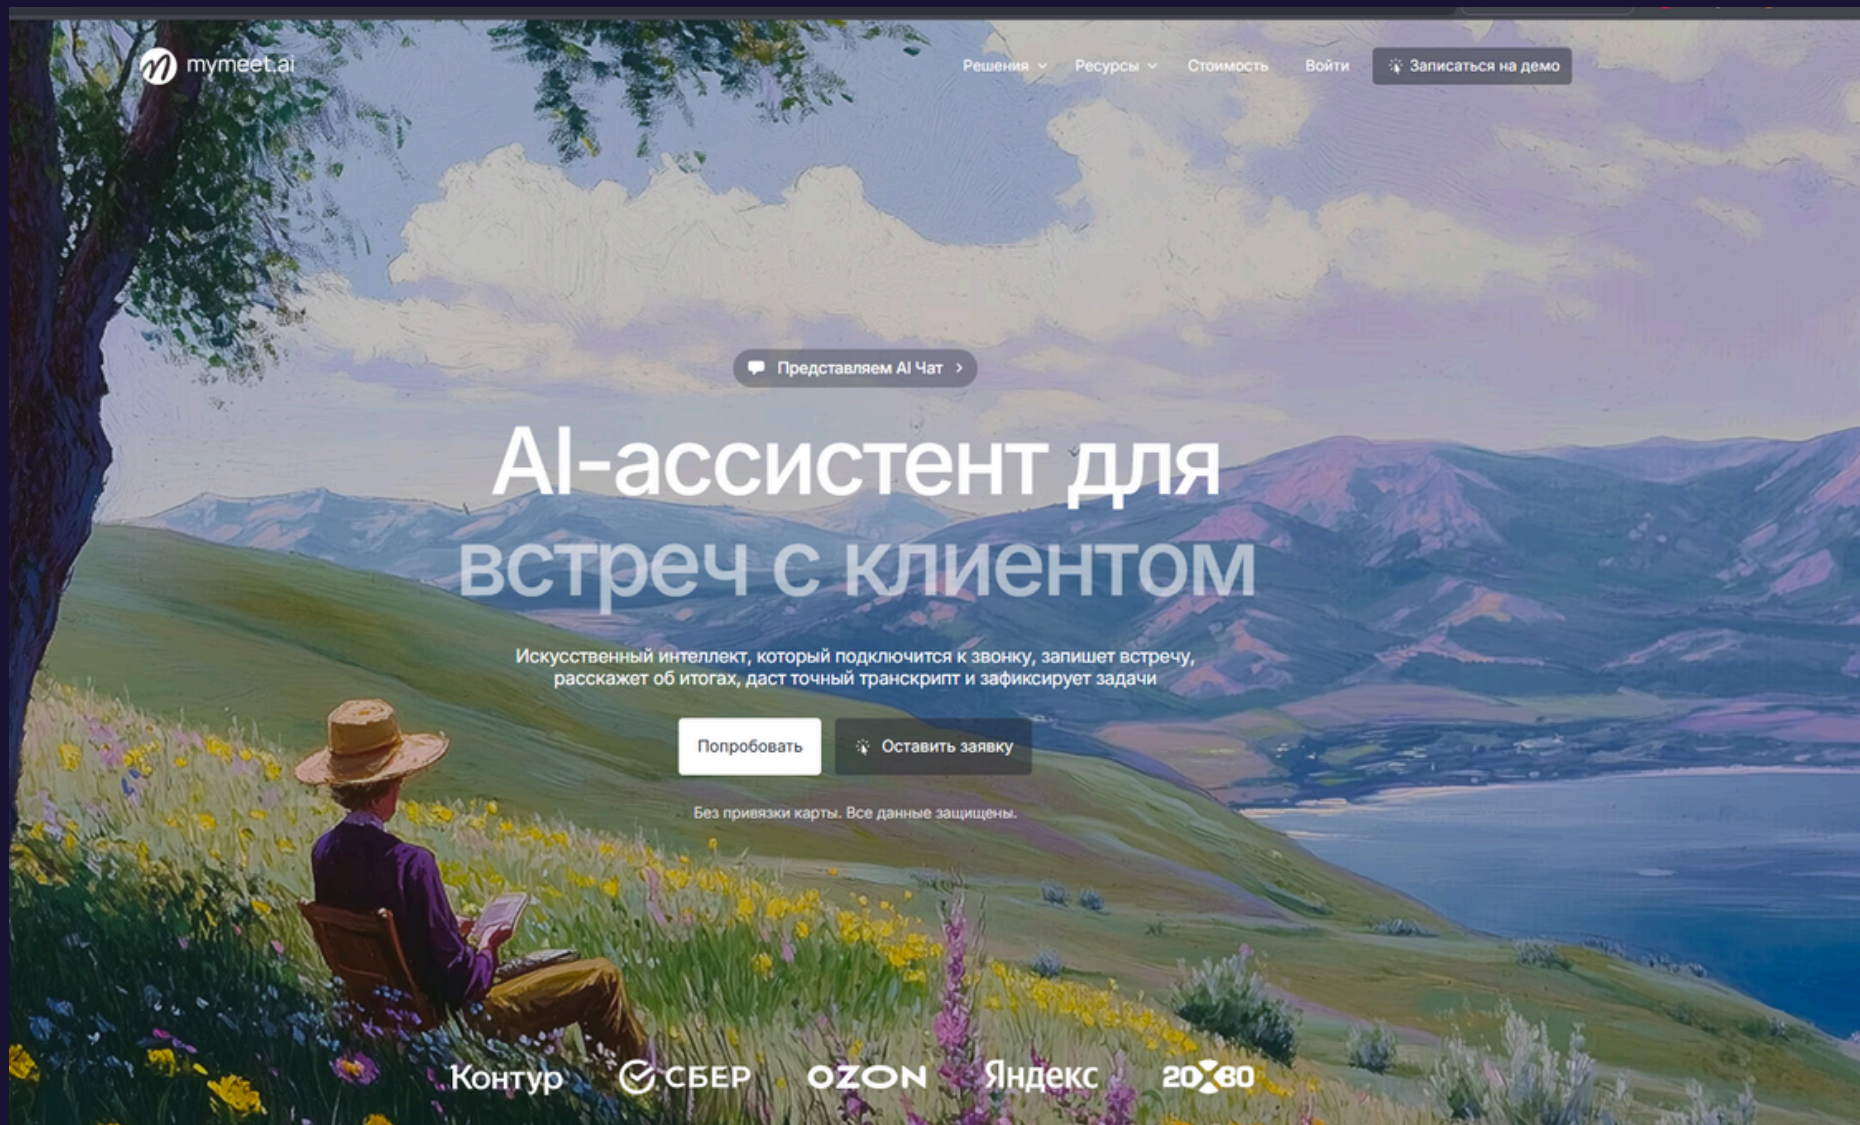 mymeet.ai
Решения
Ресурсы
Стоимость
Войти
Записаться на демо
Представляем AI Чат
AI-ассистент для
встреч с клиентом
Искусственный интеллект, который подключится к звонку, запишет встречу,
расскажет об итогах, даст точный транскрипт и зафиксирует задачи
Попробовать
Оставить заявку
Без привязки карты. Все данные защищены.
Контур
СБЕР
OZON
Яндекс
20X80